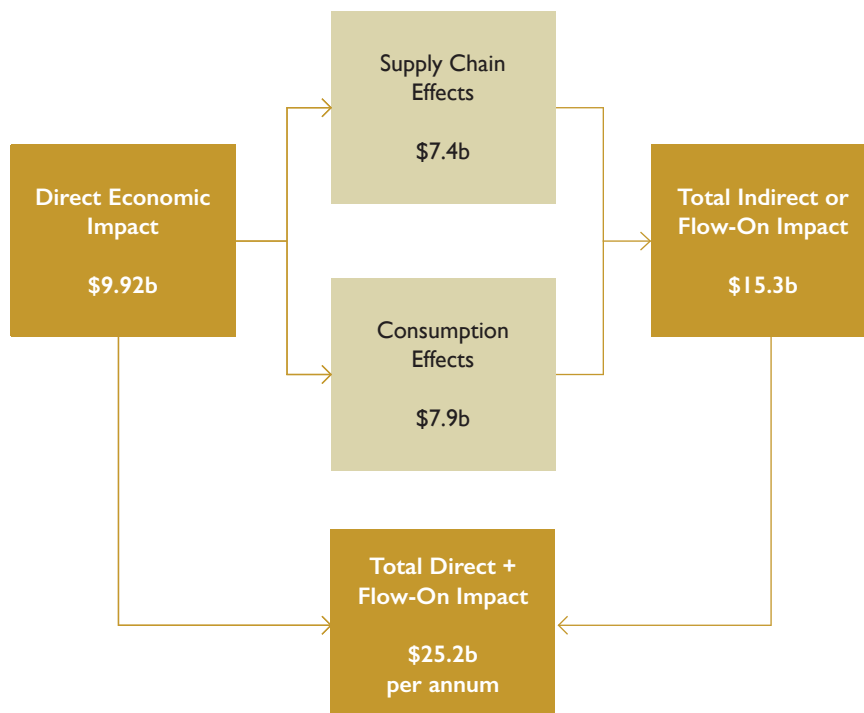 Supply Chain
Effects
$7.4b
Direct Economic
Impact
$9.92b
Total Indirect or
Flow-On Impact
$15.3b
Consumption
Effects
$7.9b
Total Direct +
Flow-On Impact
$25.2b
per annum